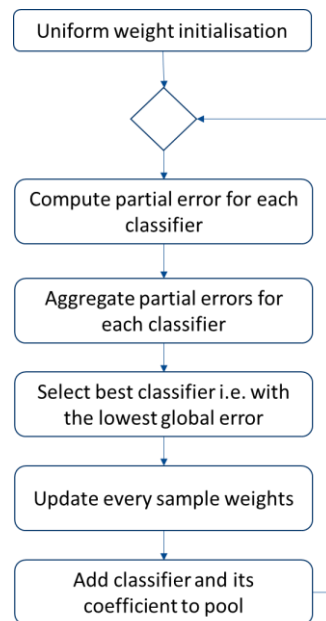 Uniform weight initialisation
Compute partial error for each
classifier
Aggregate partial errors for
each classifier
Select best classifier i.e. with
the lowest global error
Update every sample weights
Add classifier and its
coefficient to pool